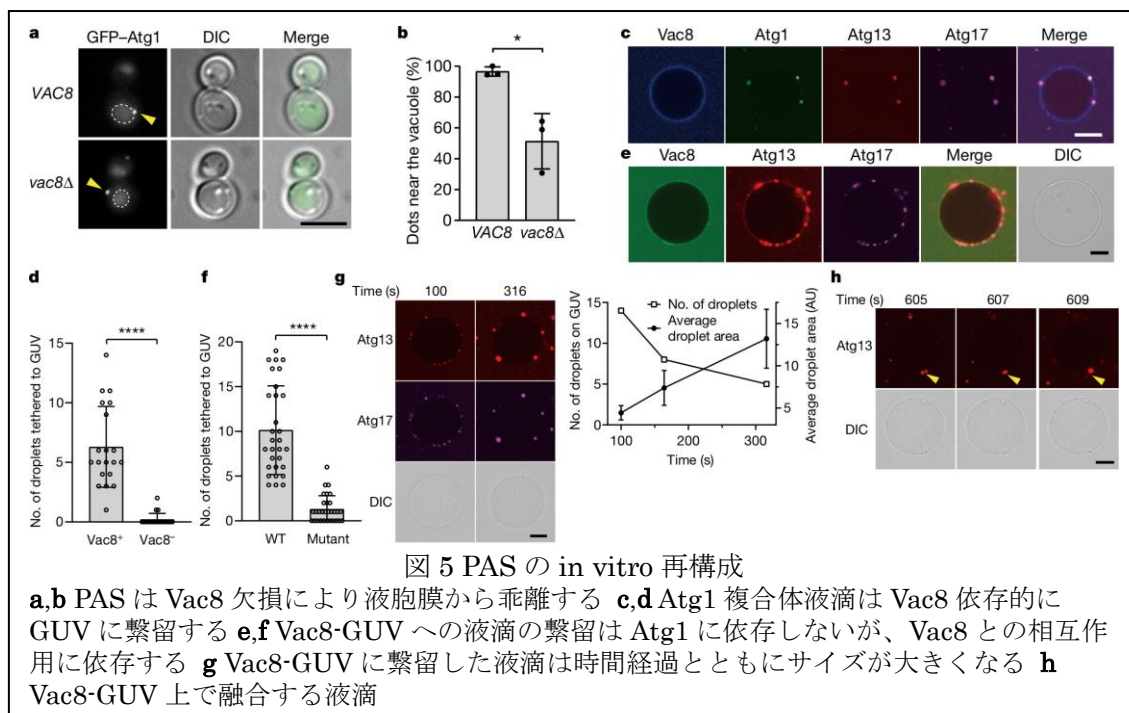 a
GFP–Atg1 DIC Merge
VAC8
vac8Δ
b
Dots near the vacuole (%)
100
80
60
40
20
0
*
VAC8 vac8Δ
c
Vac8 Atg1 Atg13 Atg17 Merge
e
Vac8 Atg13 Atg17 Merge DIC
d
No. of droplets tethered to GUV
15
10
5
0
****
Vac8⁺ Vac8⁻
f
No. of droplets tethered to GUV
20
15
10
5
0
****
WT Mutant
g
Time (s) 100 316
Atg13
Atg17
DIC
No. of droplets on GUV
15
10
5
0
No. of droplets
Average
droplet area
15
10
5
Average droplet area (AU)
100 200 300
Time (s)
h
Time (s) 605 607 609
Atg13
DIC
図 5 PAS の in vitro 再構成
a,b PAS は Vac8 欠損により液胞膜から乖離する c,d Atg1 複合体液滴は Vac8 依存的に
GUV に繋留する e,f Vac8-GUV への液滴の繋留は Atg1 に依存しないが、Vac8 との相互作
用に依存する g Vac8-GUV に繋留した液滴は時間経過とともにサイズが大きくなる h
Vac8-GUV 上で融合する液滴